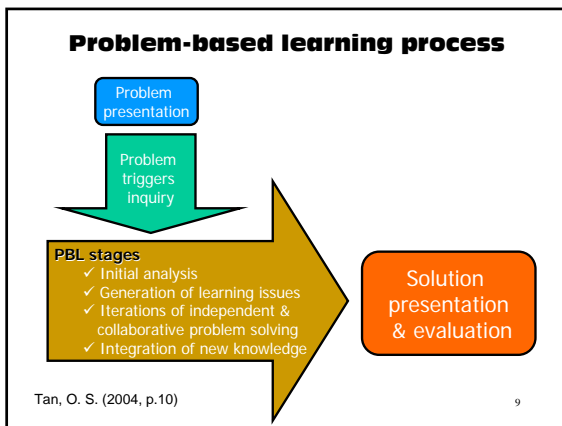 Problem-based learning process
Problem
presentation
Problem
triggers
inquiry
PBL stages
✓ Initial analysis
✓ Generation of learning issues
✓ Iterations of independent &
collaborative problem solving
✓ Integration of new knowledge
Solution
presentation
& evaluation
Tan, O. S. (2004, p.10)
9